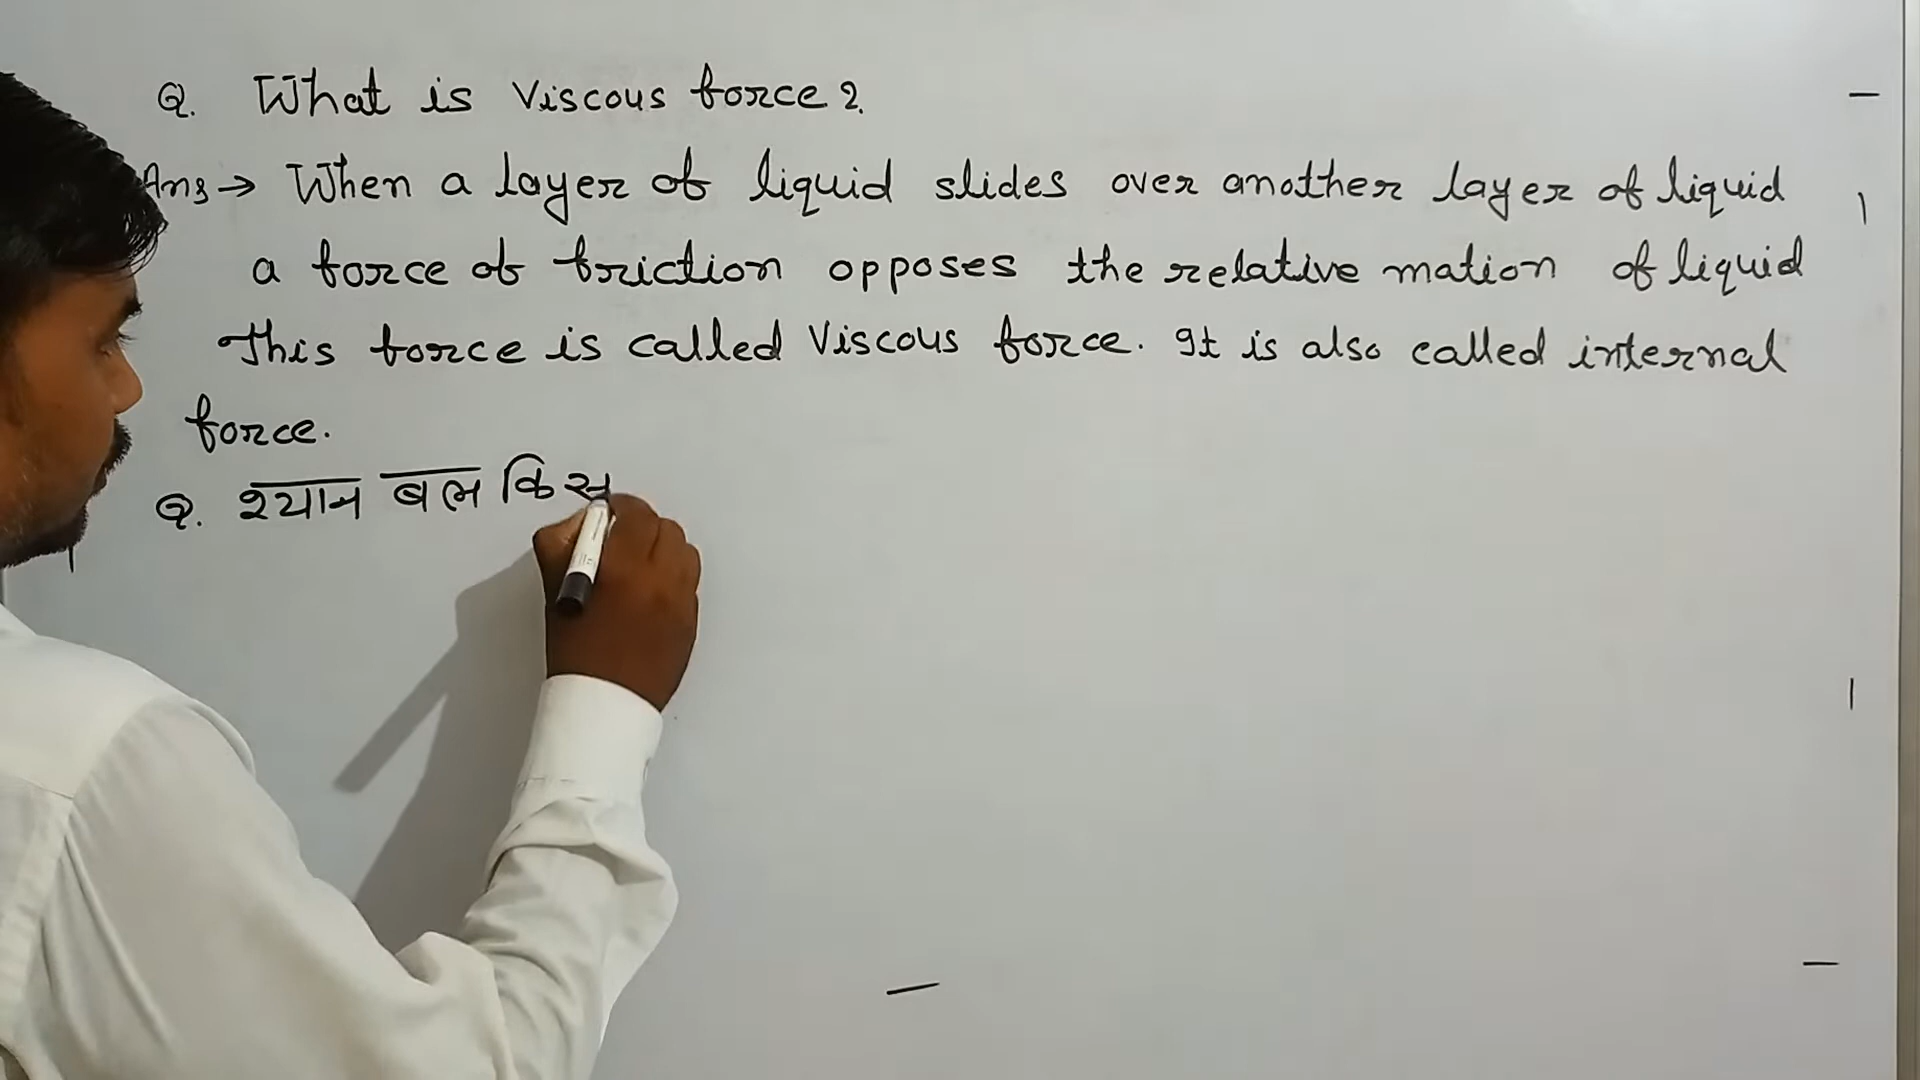 Q. What is Viscous force?
Ans → When a layer of liquid slides over another layer of liquid
a force of friction opposes the relative mation of liquid
This force is called Viscous force. It is also called internal
force.
Q. श्यान बल किस